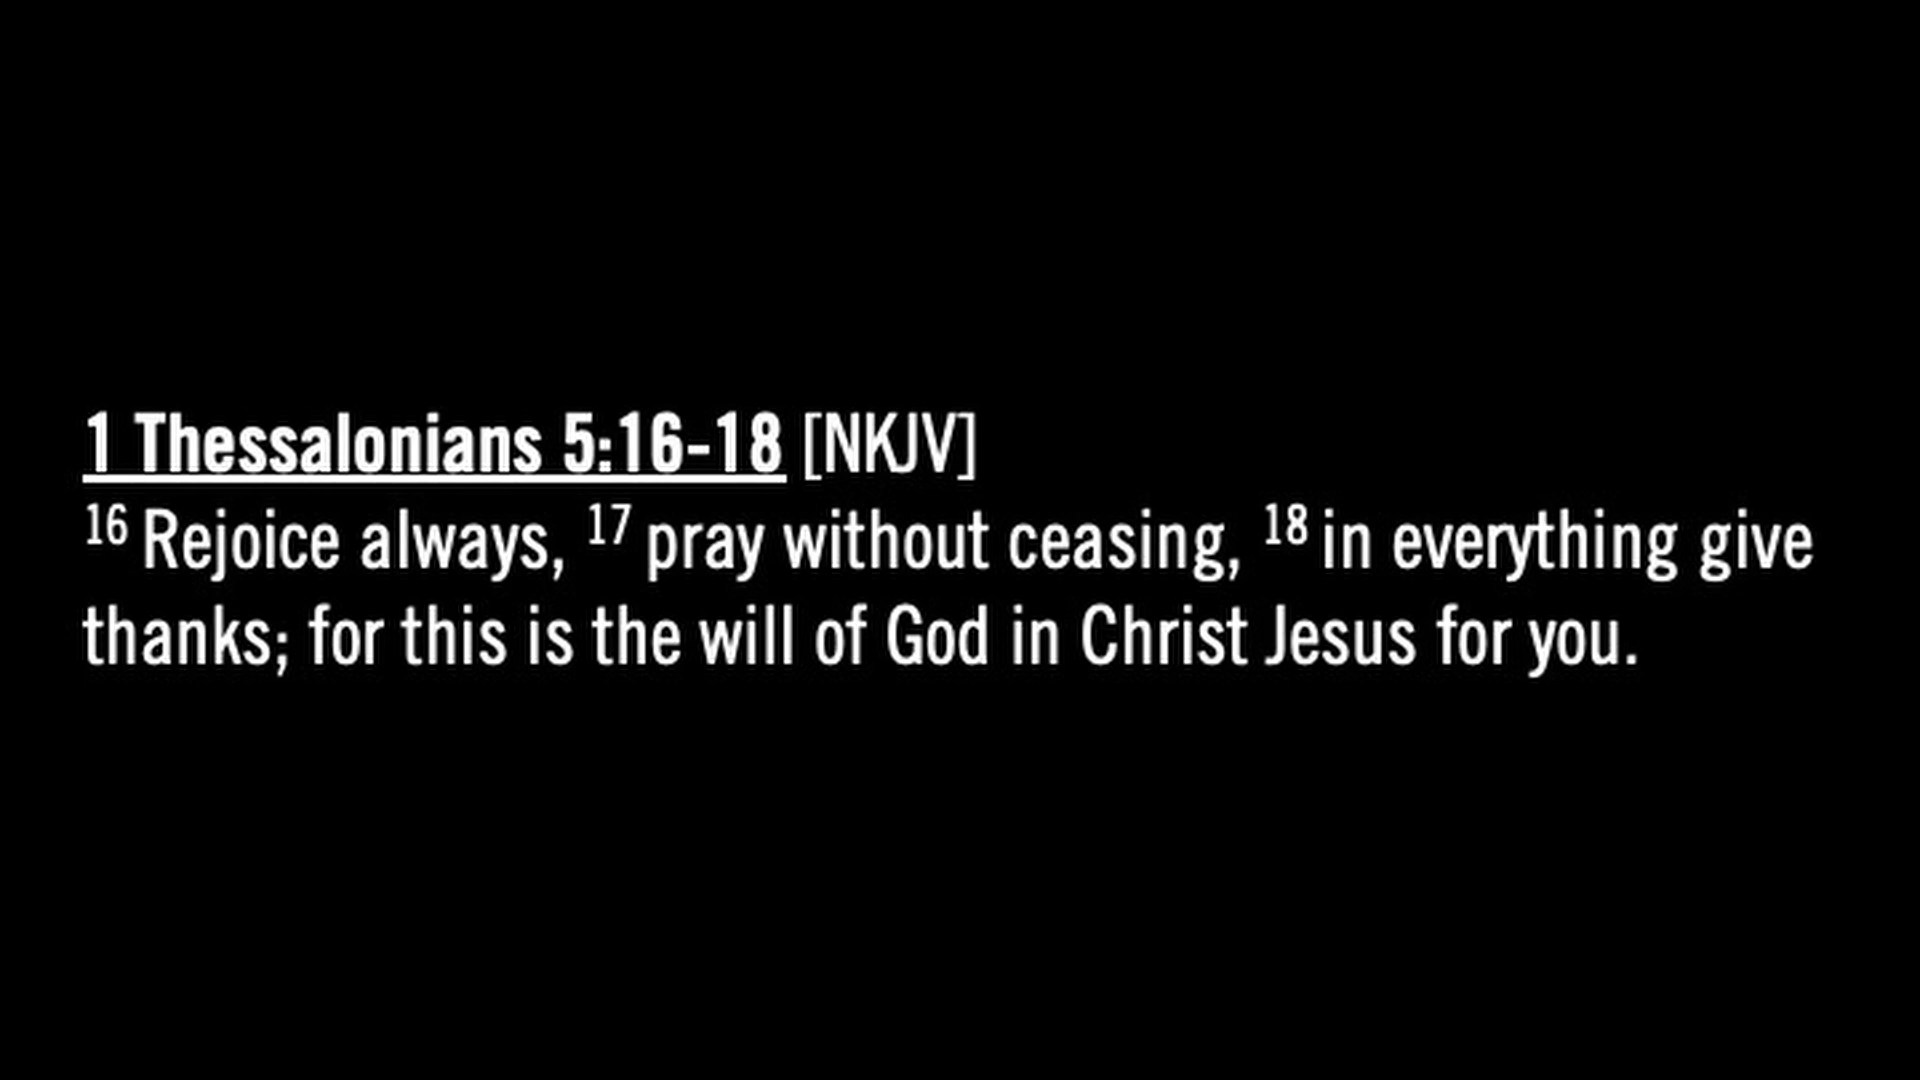 1 Thessalonians 5:16-18 [NKJV]
16 Rejoice always, 17 pray without ceasing, 18 in everything give
thanks; for this is the will of God in Christ Jesus for you.